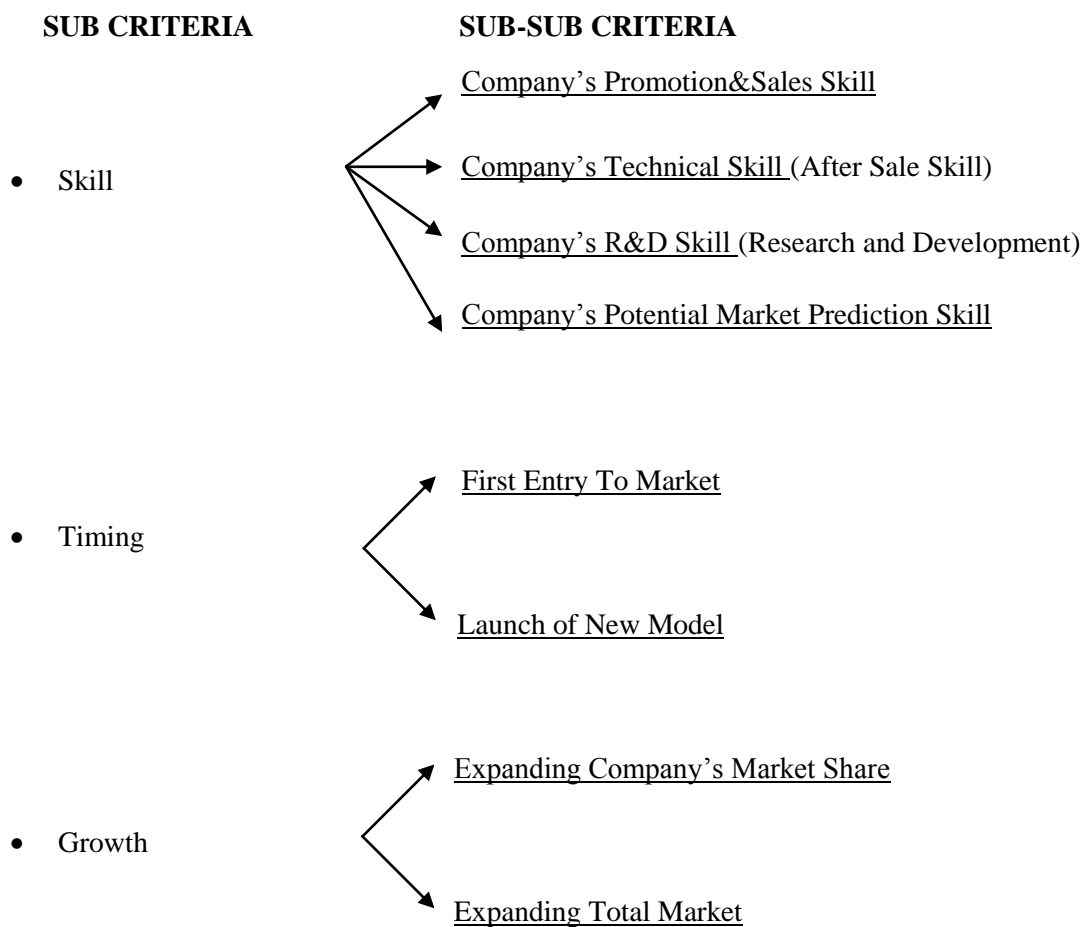 SUB CRITERIA SUB-SUB CRITERIA
Company’s Promotion&Sales Skill
• Skill
Company’s Technical Skill (After Sale Skill)
Company’s R&D Skill (Research and Development)
Company’s Potential Market Prediction Skill
First Entry To Market
• Timing
Launch of New Model
Expanding Company’s Market Share
• Growth
Expanding Total Market